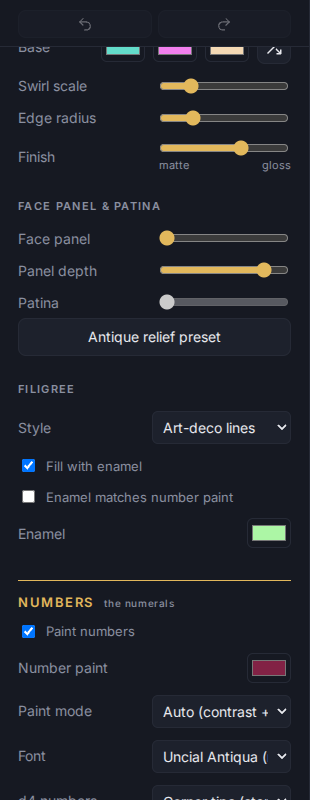 Base
Swirl scale
Edge radius
Finish
matte gloss
FACE PANEL & PATINA
Face panel
Panel depth
Patina
Antique relief preset
FILIGREE
Style Art-deco lines
Fill with enamel
Enamel matches number paint
Enamel
NUMBERS the numerals
Paint numbers
Number paint
Paint mode Auto (contrast +
Font Uncial Antiqua (
d4 numbers